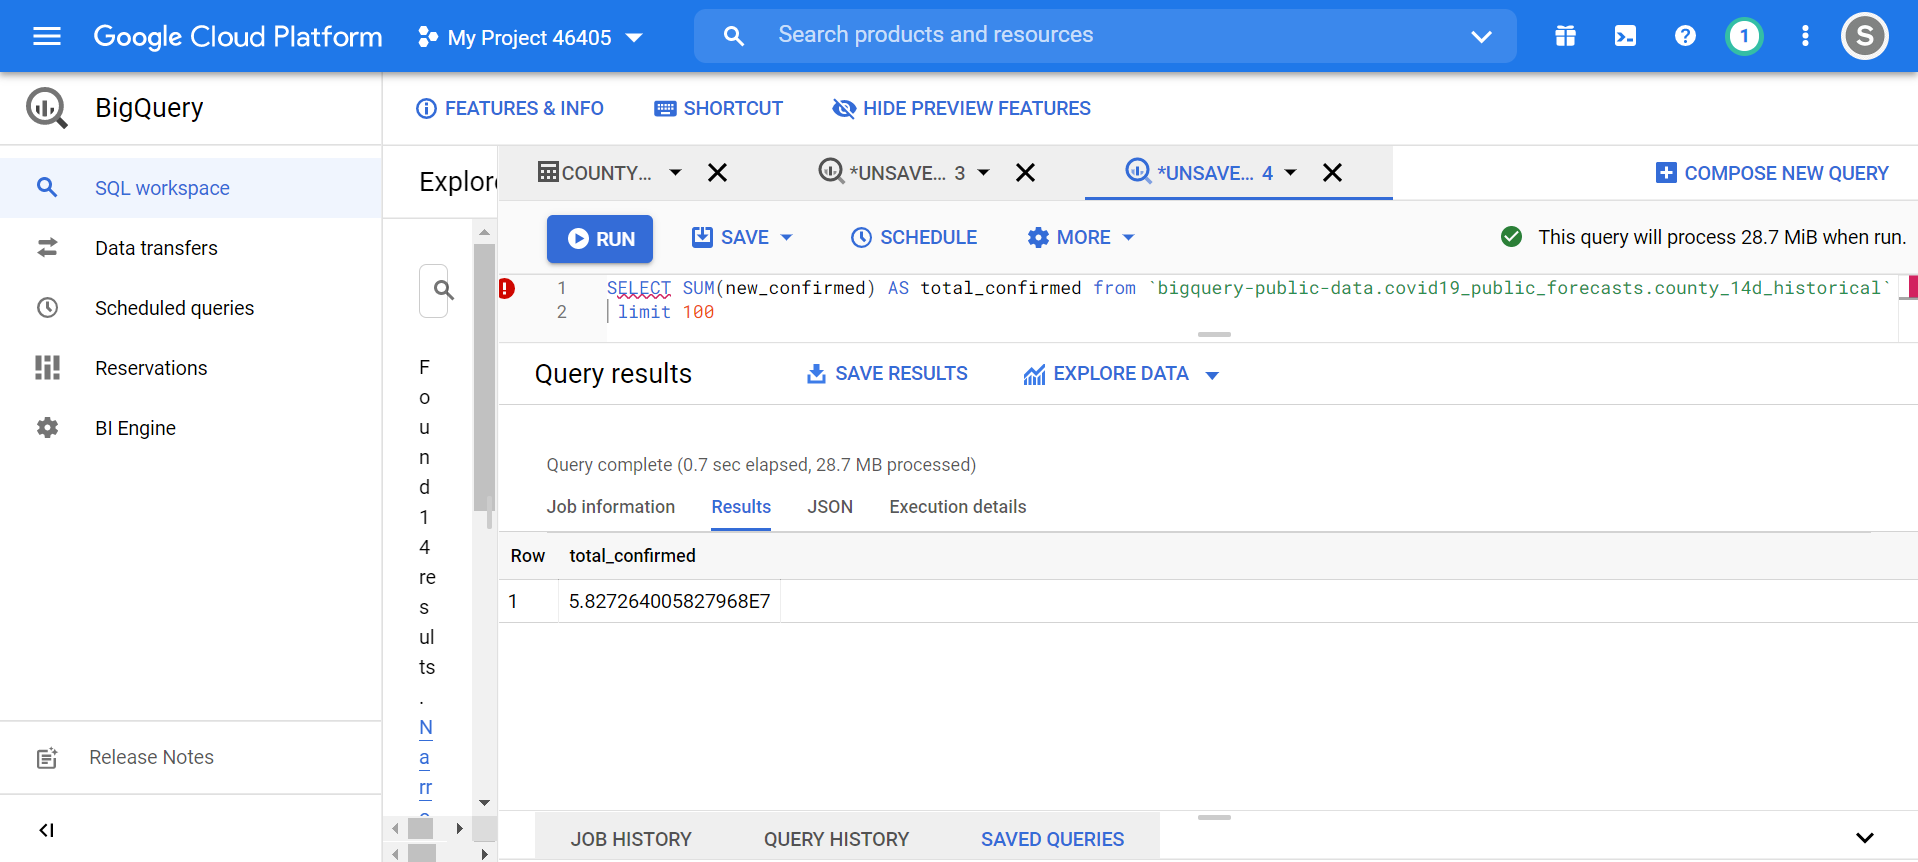 Google Cloud Platform
My Project 46405
Search products and resources
1
S
BigQuery
FEATURES & INFO
SHORTCUT
HIDE PREVIEW FEATURES
SQL workspace
Data transfers
Scheduled queries
Reservations
BI Engine
Release Notes
Explore
F
o
u
n
d
1
4
re
s
ul
ts
.
N
a
rr
COUNTY...
*UNSAVE... 3
*UNSAVE... 4
COMPOSE NEW QUERY
RUN
SAVE
SCHEDULE
MORE
This query will process 28.7 MiB when run.
1 SELECT SUM(new_confirmed) AS total_confirmed from `bigquery-public-data.covid19_public_forecasts.county_14d_historical`
2 limit 100
Query results
SAVE RESULTS
EXPLORE DATA
Query complete (0.7 sec elapsed, 28.7 MB processed)
Job information
Results
JSON
Execution details
Row total_confirmed
1 5.827264005827968E7
JOB HISTORY
QUERY HISTORY
SAVED QUERIES